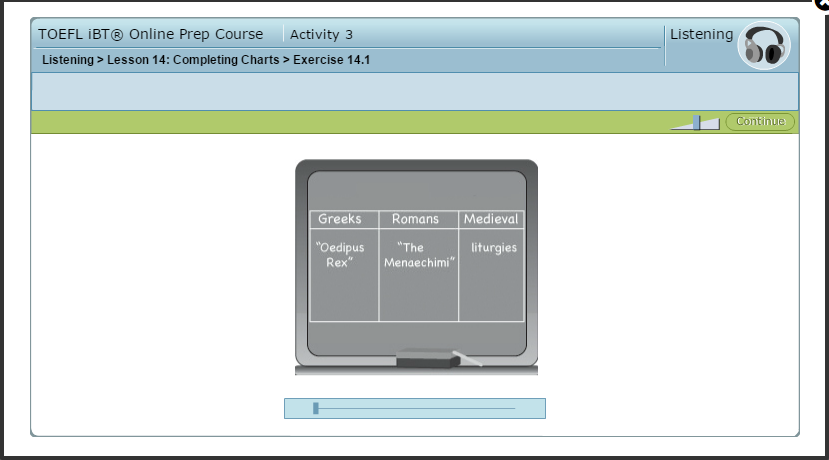 TOEFL iBT® Online Prep Course Activity 3 Listening
Listening > Lesson 14: Completing Charts > Exercise 14.1
Continue
Greeks Romans Medieval
"Oedipus "The liturgies
Rex" Menaechimi"